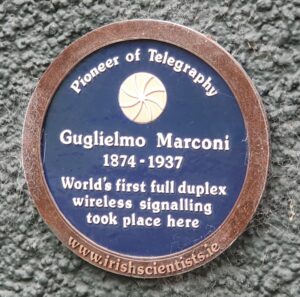 Pioneer of Telegraphy
Guglielmo Marconi
1874 - 1937
World's first full duplex
wireless signalling
took place here
www.irishscientists.ie